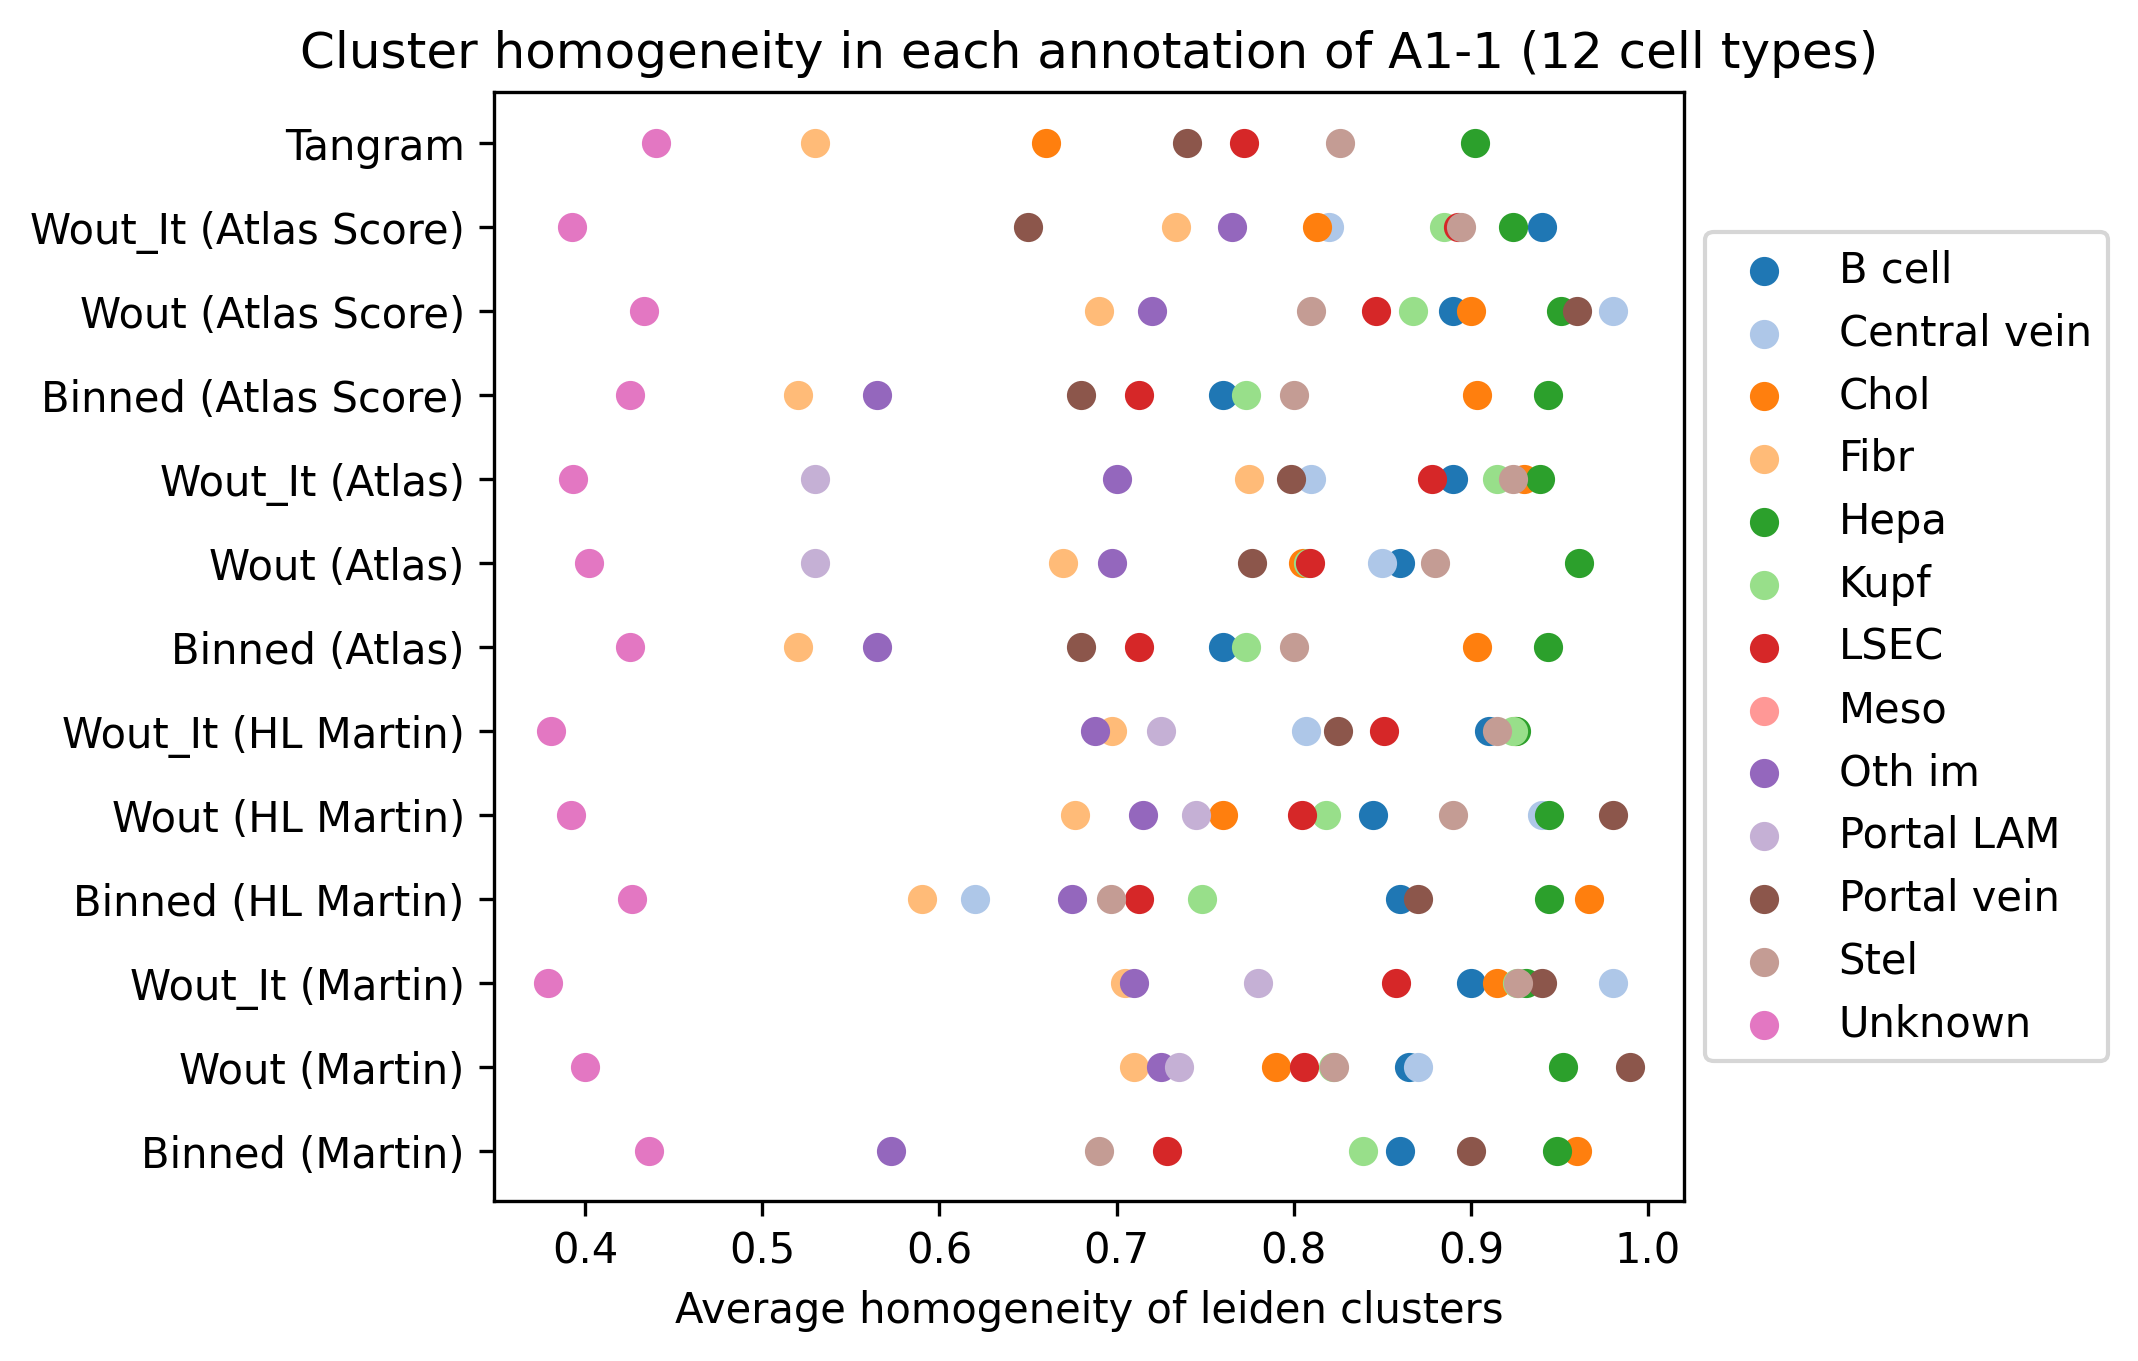 Cluster homogeneity in each annotation of A1-1 (12 cell types)
Tangram
Wout_It (Atlas Score)
Wout (Atlas Score)
Binned (Atlas Score)
Wout_It (Atlas)
Wout (Atlas)
Binned (Atlas)
Wout_It (HL Martin)
Wout (HL Martin)
Binned (HL Martin)
Wout_It (Martin)
Wout (Martin)
Binned (Martin)
0.4 0.5 0.6 0.7 0.8 0.9 1.0
Average homogeneity of leiden clusters
B cell
Central vein
Chol
Fibr
Hepa
Kupf
LSEC
Meso
Oth im
Portal LAM
Portal vein
Stel
Unknown